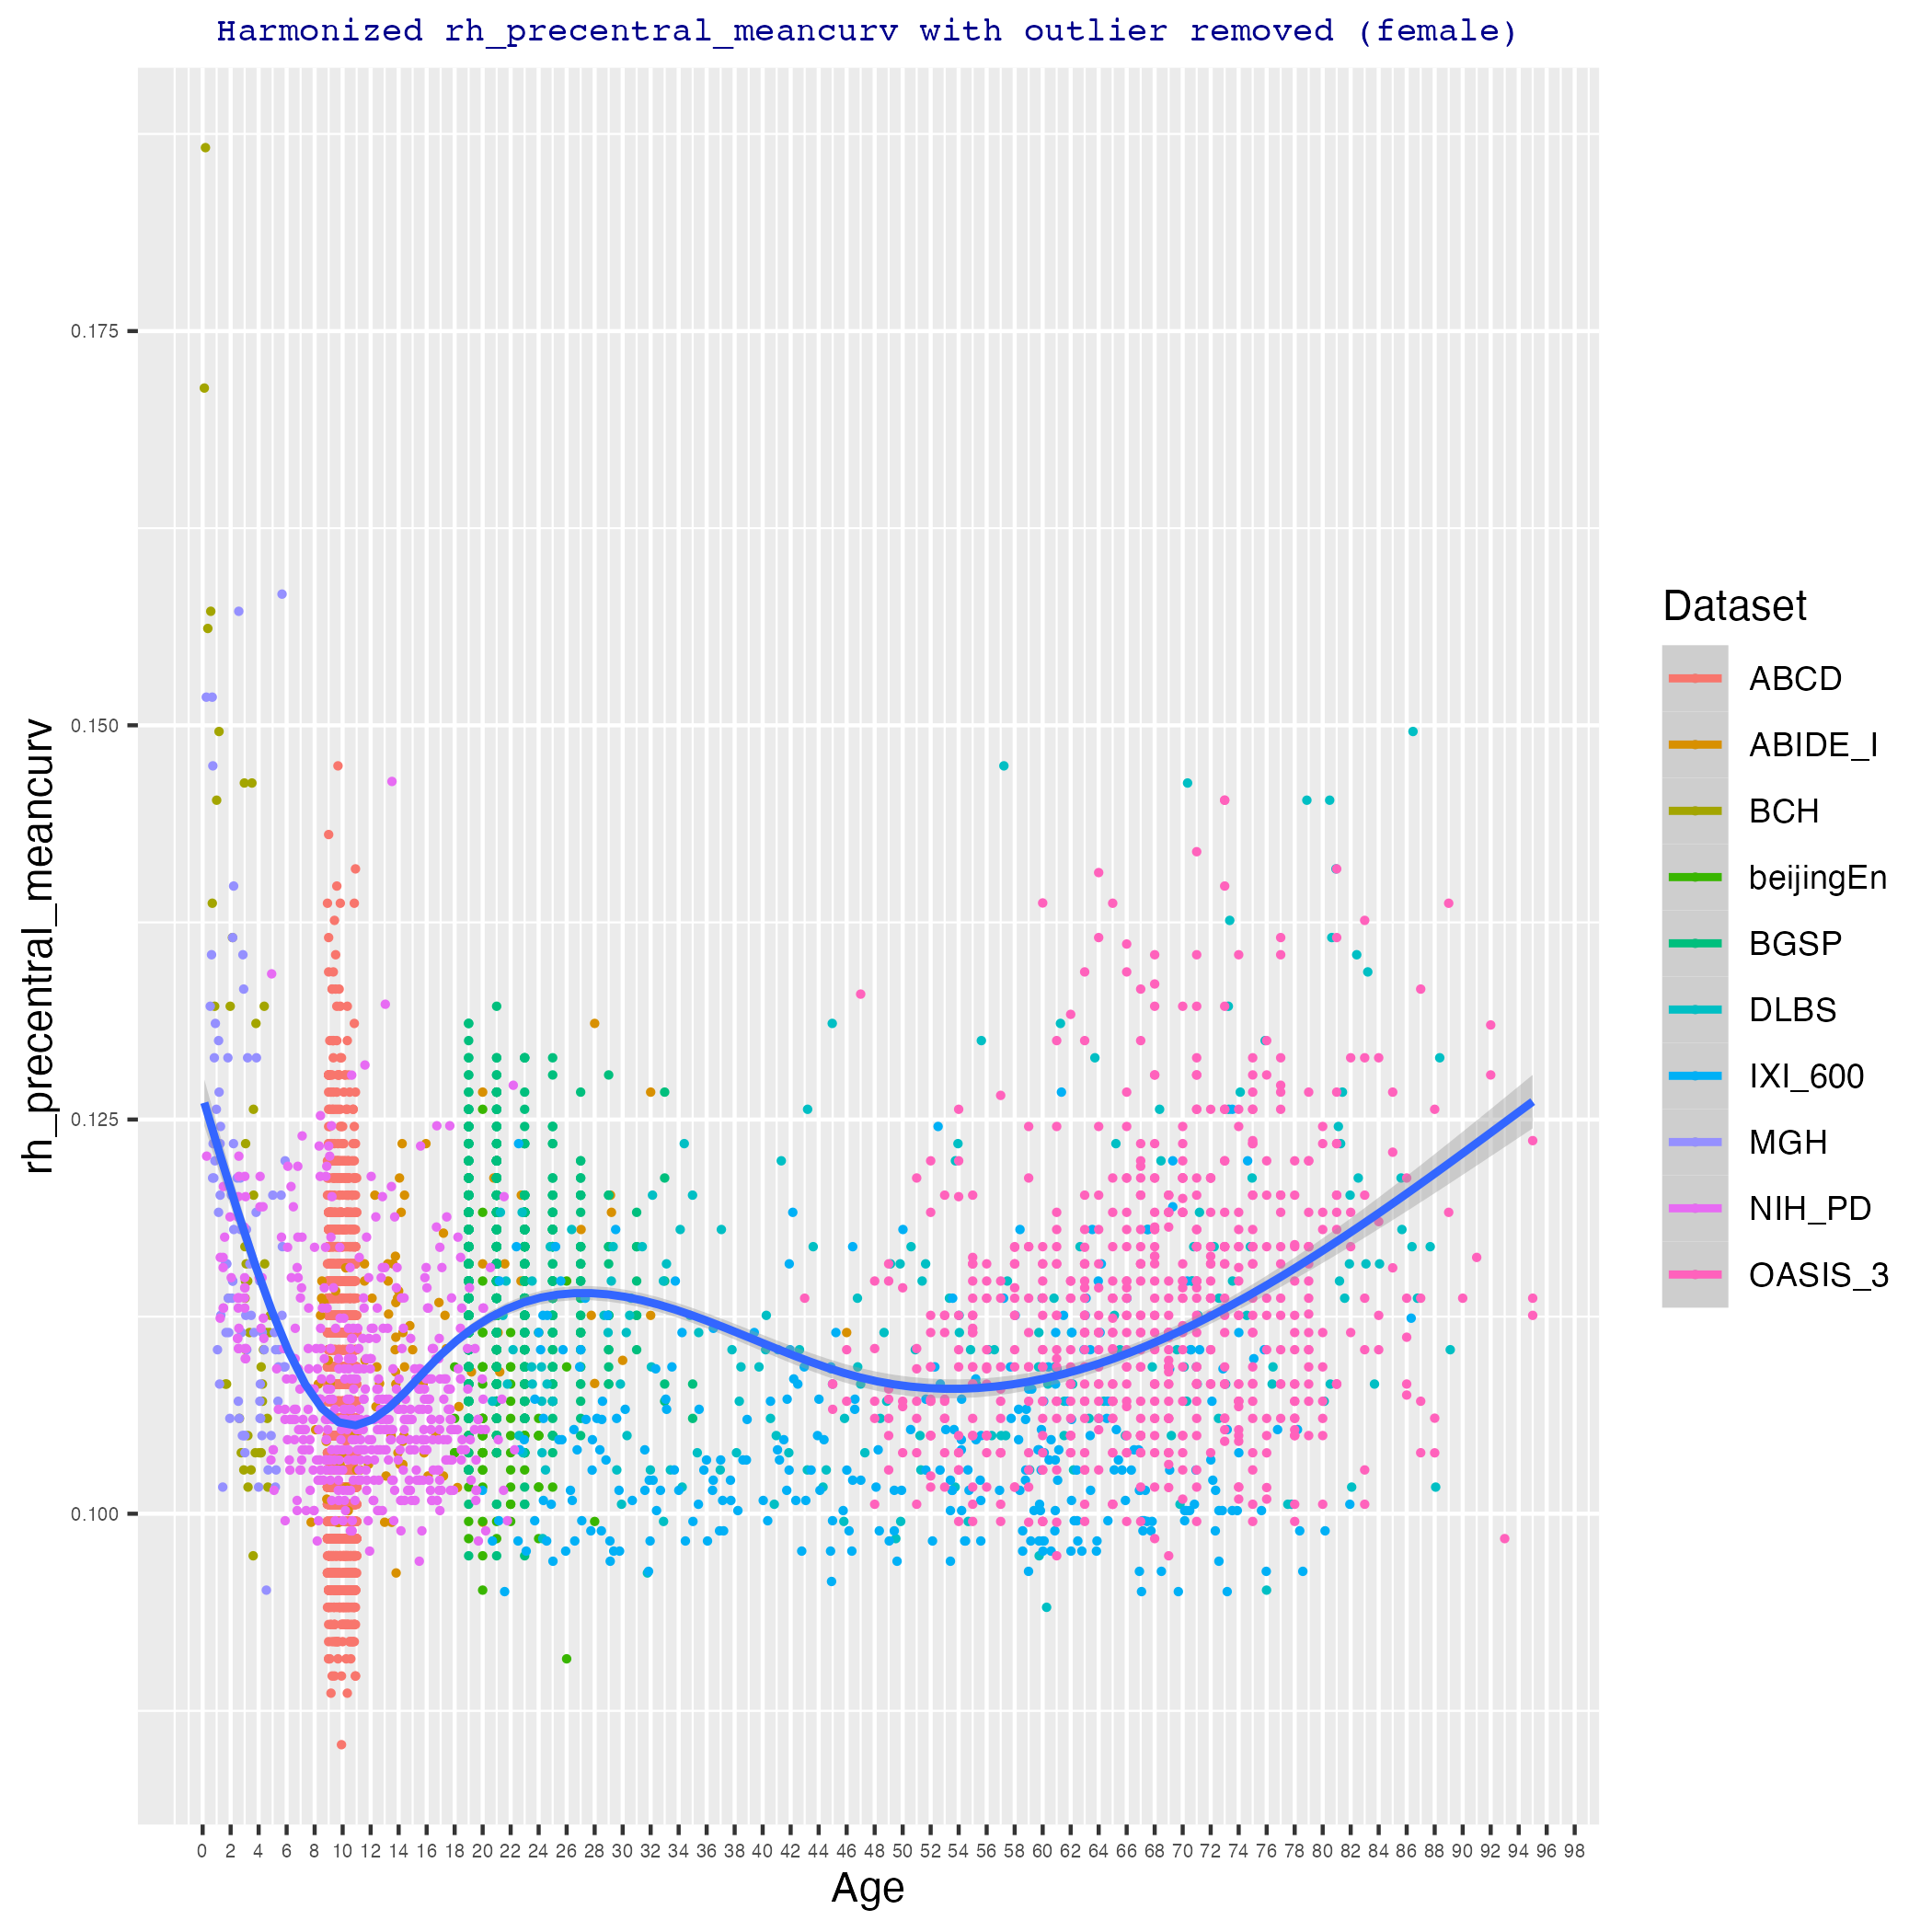 Harmonized rh_precentral_meancurv with outlier removed (female)
rh_precentral_meancurv
0.175
0.150
0.125
0.100
0 2 4 6 8 10 12 14 16 18 20 22 24 26 28 30 32 34 36 38 40 42 44 46 48 50 52 54 56 58 60 62 64 66 68 70 72 74 76 78 80 82 84 86 88 90 92 94 96 98
Age
Dataset
ABCD
ABIDE_I
BCH
beijingEn
BGSP
DLBS
IXI_600
MGH
NIH_PD
OASIS_3